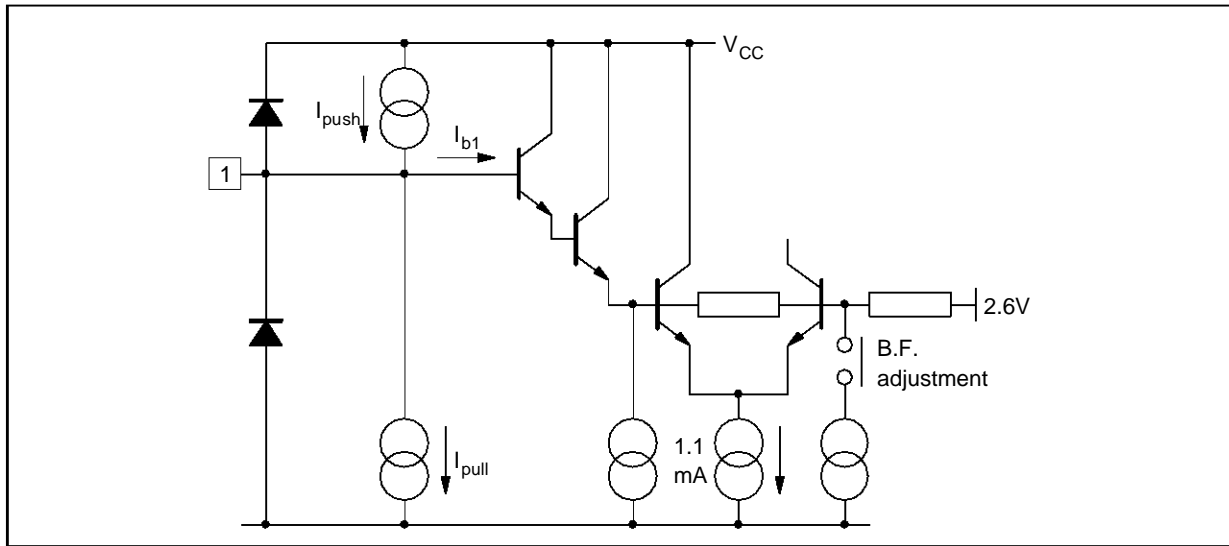 V_CC
I_push
I_b1
1
2.6V
B.F.
adjustment
1.1
mA
I_pull